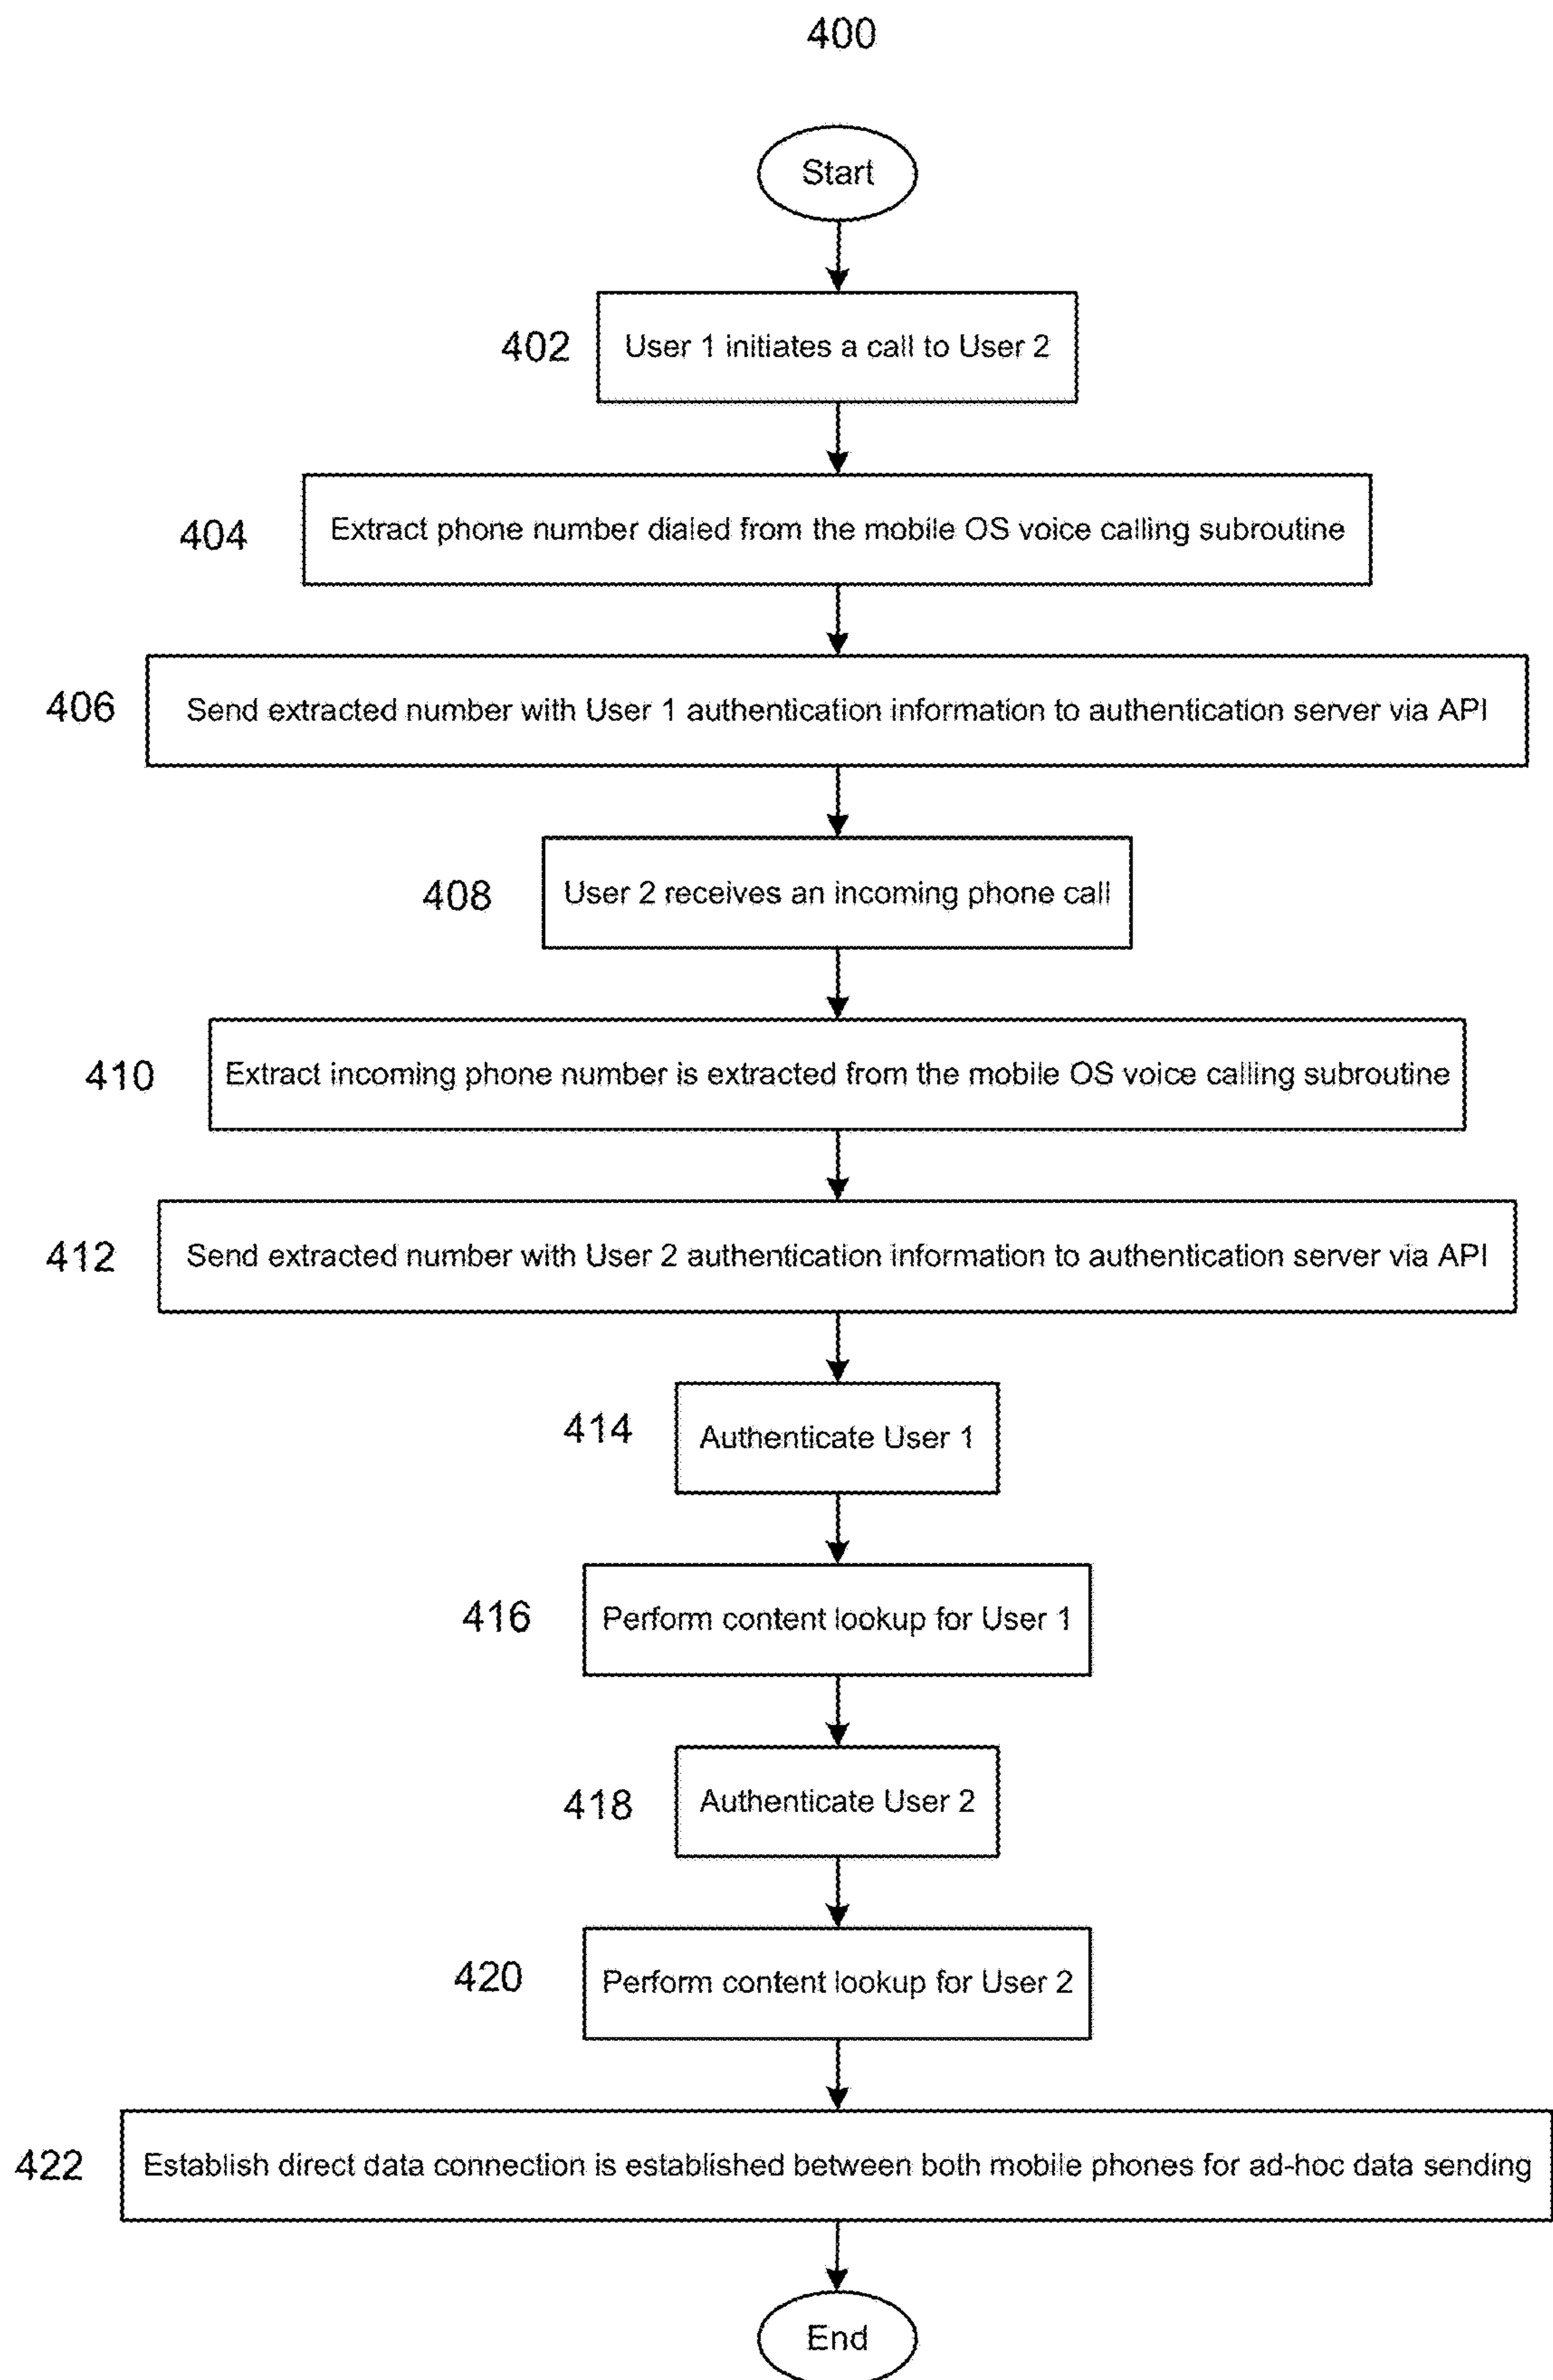 400
Start
402
User 1 initiates a call to User 2
404
Extract phone number dialed from the mobile OS voice calling subroutine
406
Send extracted number with User 1 authentication information to authentication server via API
408
User 2 receives an incoming phone call
410
Extract incoming phone number is extracted from the mobile OS voice calling subroutine
412
Send extracted number with User 2 authentication information to authentication server via API
414
Authenticate User 1
416
Perform content lookup for User 1
418
Authenticate User 2
420
Perform content lookup for User 2
422
Establish direct data connection is established between both mobile phones for ad-hoc data sending
End